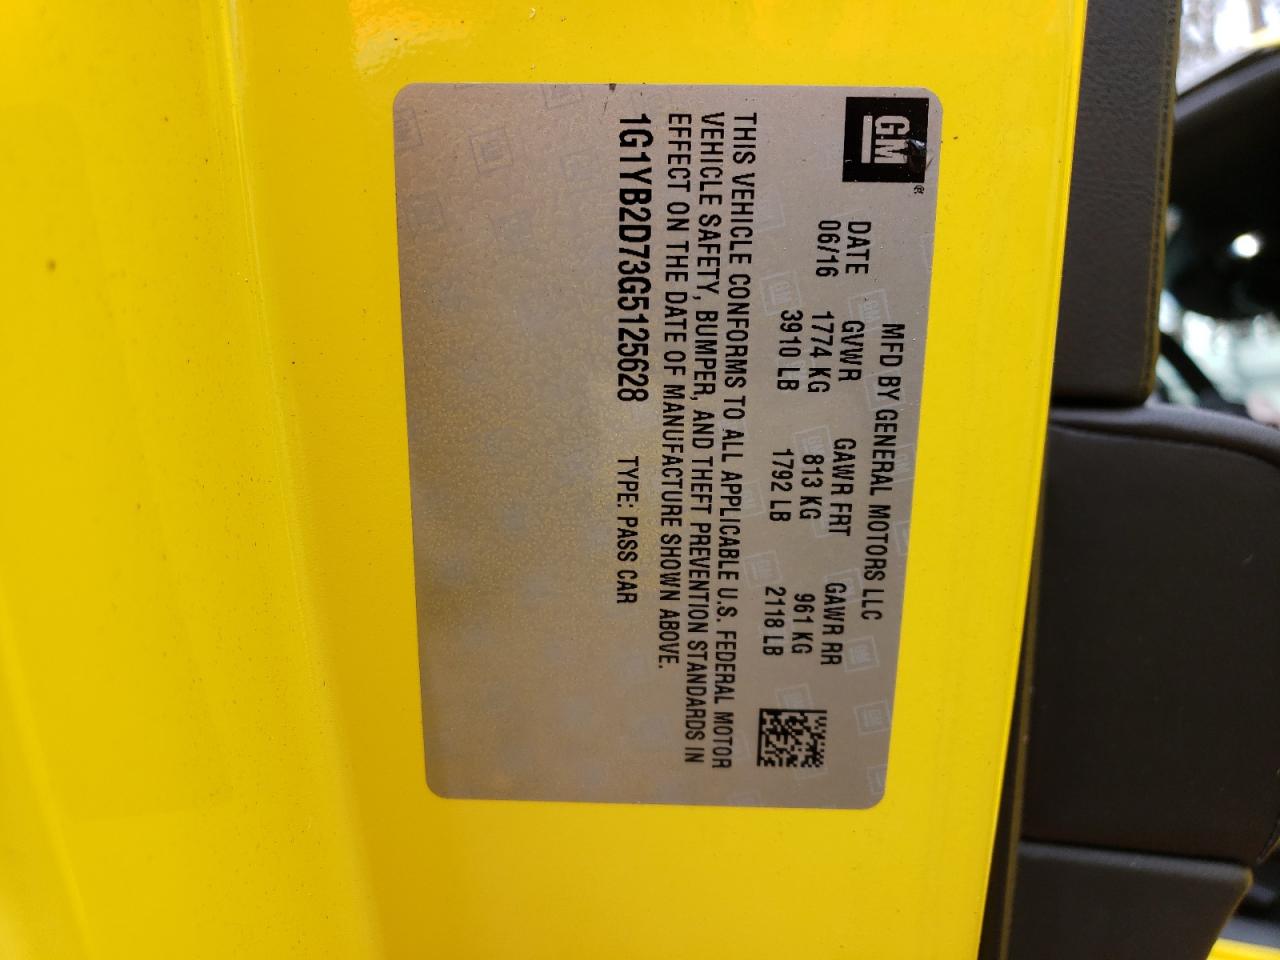 GM®
MFD BY GENERAL MOTORS LLC
DATE GVWR GAWR FRT GAWR RR
06/16 1774 KG 813 KG 961 KG
3910 LB 1792 LB 2118 LB
THIS VEHICLE CONFORMS TO ALL APPLICABLE U.S. FEDERAL MOTOR
VEHICLE SAFETY, BUMPER, AND THEFT PREVENTION STANDARDS IN
EFFECT ON THE DATE OF MANUFACTURE SHOWN ABOVE.
1G1YB2D73G5125628 TYPE: PASS CAR